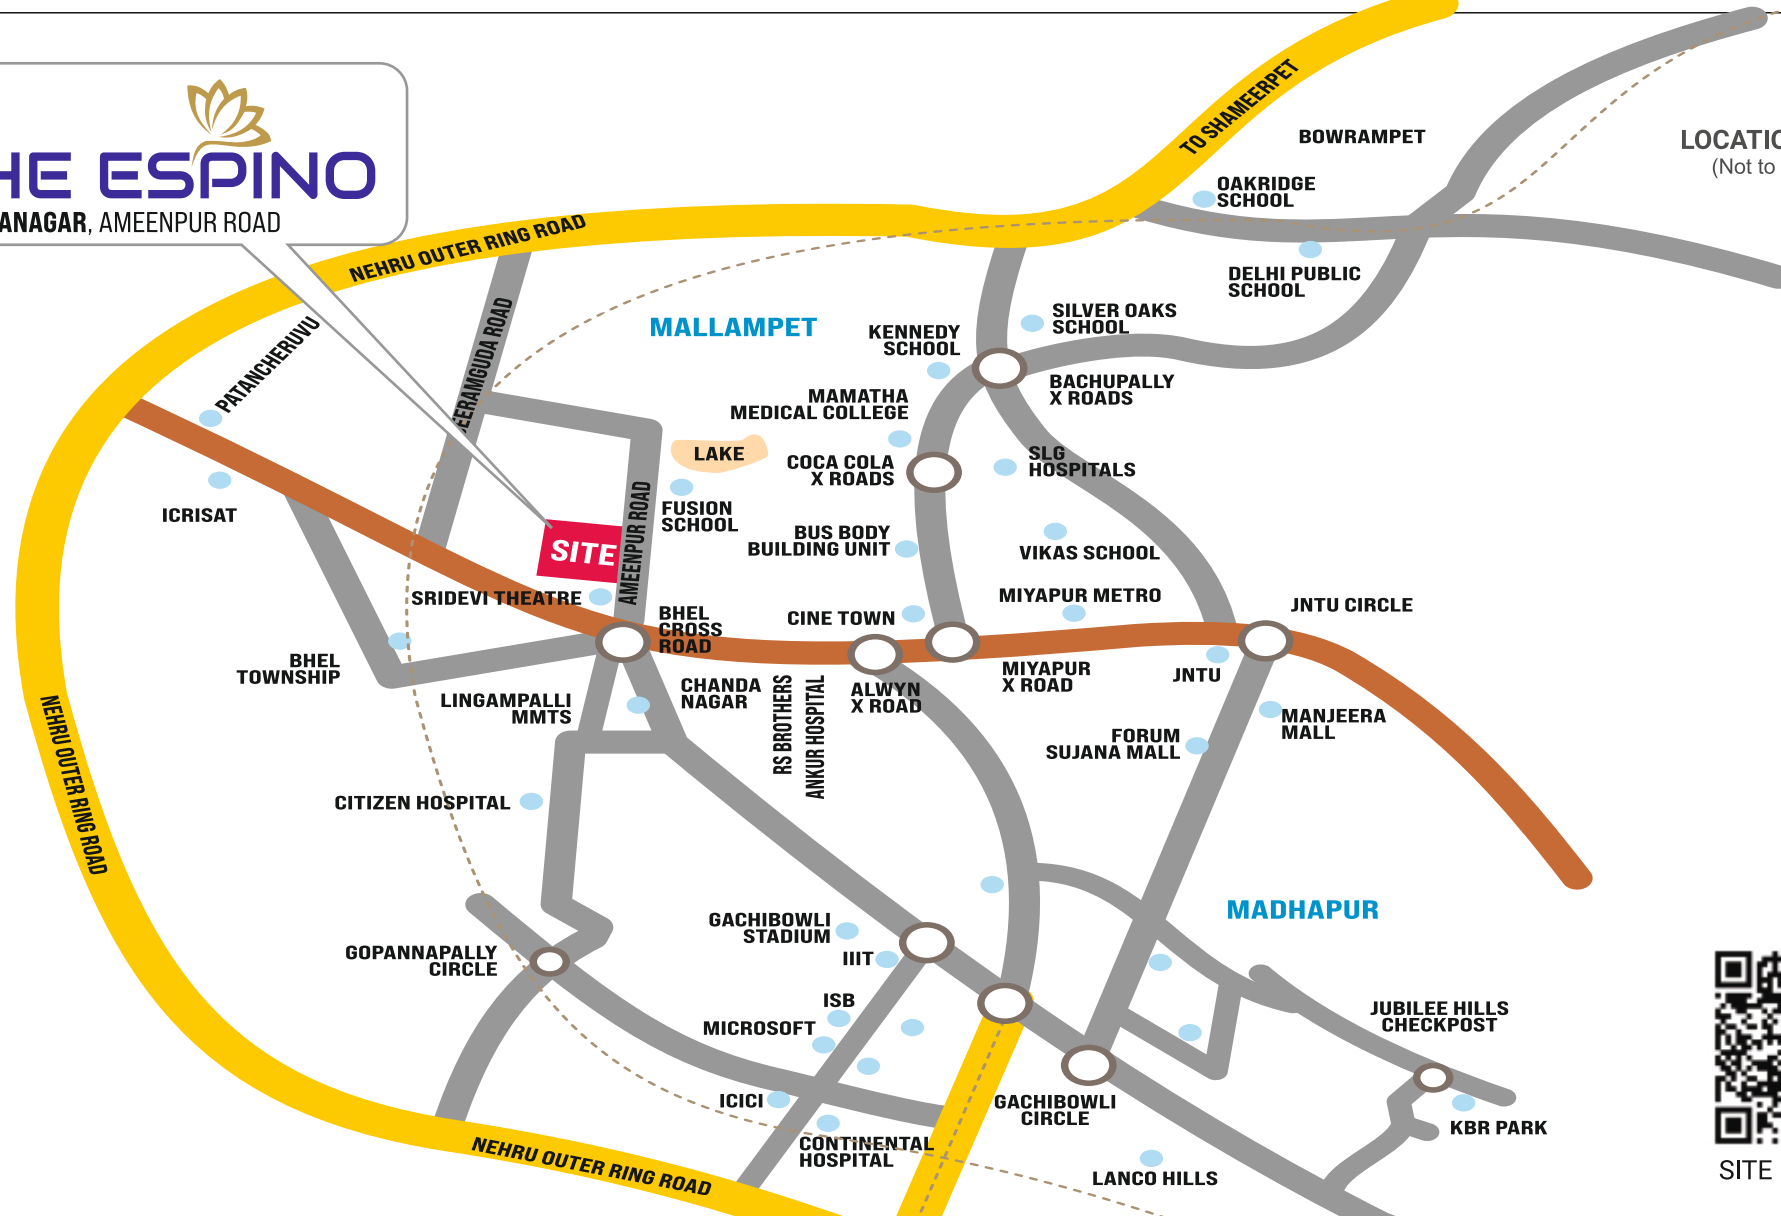 HE ESPINO
ANAGAR, AMEENPUR ROAD
TO SHAMEERPET
BOWRAMPET
LOCATIO
(Not to
OAKRIDGE
SCHOOL
NEHRU OUTER RING ROAD
DELHI PUBLIC
SCHOOL
MALLAMPET
SILVER OAKS
SCHOOL
KENNEDY
SCHOOL
PATANCHERUVU
EERAMGUDA ROAD
BACHUPALLY
X ROADS
MAMATHA
MEDICAL COLLEGE
LAKE
COCA COLA
X ROADS
SLG
HOSPITALS
ICRISAT
FUSION
SCHOOL
AMEENPUR ROAD
SITE
BUS BODY
BUILDING UNIT
VIKAS SCHOOL
SRIDEVI THEATRE
MIYAPUR METRO
JNTU CIRCLE
BHEL
CROSS
ROAD
CINE TOWN
BHEL
TOWNSHIP
MIYAPUR
X ROAD
JNTU
LINGAMPALLI
MMTS
CHANDA
NAGAR
RS BROTHERS
ANKUR HOSPITAL
ALWYN
X ROAD
MANJEERA
MALL
FORUM
SUJANA MALL
NEHRU OUTER RING ROAD
CITIZEN HOSPITAL
MADHAPUR
GACHIBOWLI
STADIUM
GOPANNAPALLY
CIRCLE
IIIT
ISB
MICROSOFT
JUBILEE HILLS
CHECKPOST
ICICI
GACHIBOWLI
CIRCLE
KBR PARK
CONTINENTAL
HOSPITAL
NEHRU OUTER RING ROAD
LANCO HILLS
SITE